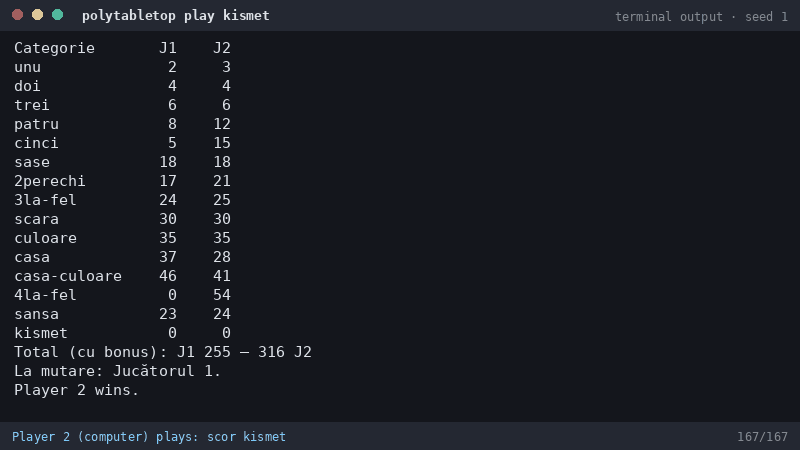 polytabletop play kismet
terminal output · seed 1
Categorie J1 J2
unu 2 3
doi 4 4
trei 6 6
patru 8 12
cinci 5 15
sase 18 18
2perechi 17 21
3la-fel 24 25
scara 30 30
culoare 35 35
casa 37 28
casa-culoare 46 41
4la-fel 0 54
sansa 23 24
kismet 0 0
Total (cu bonus): J1 255 — 316 J2
La mutare: Jucătorul 1.
Player 2 wins.
Player 2 (computer) plays: scor kismet
167/167